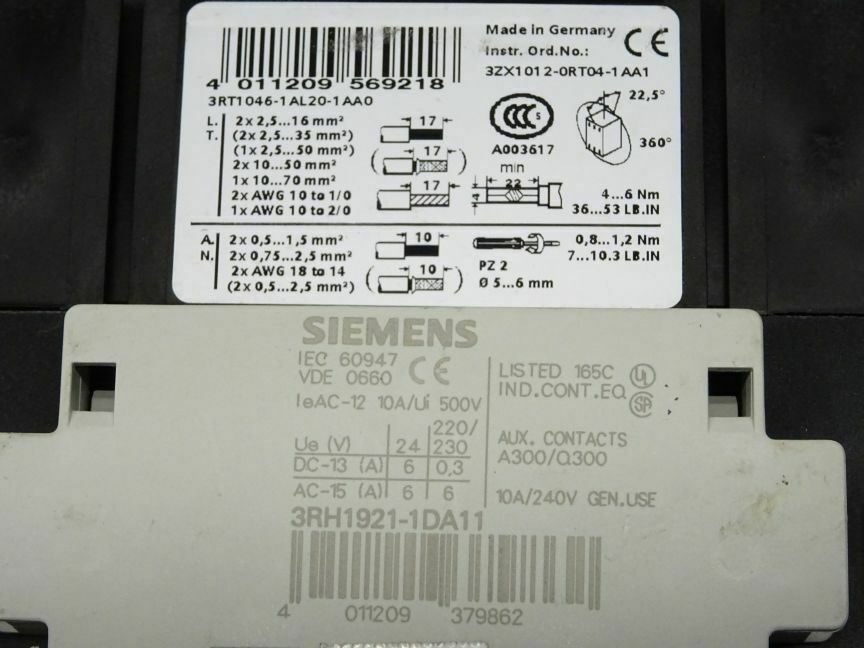 4 011209 569218
3RT1046-1AL20-1AA0
Made in Germany
Instr. Ord.No.:
3ZX1012-0RT04-1AA1
CE
CCC S
A003617
22,5°
360°
L. 2x 2,5...16 mm²
T. (2x 2,5...35 mm²)
(1x 2,5...50 mm²)
2x 10...50 mm²
1x 10...70 mm²
2x AWG 10 to 1/0
1x AWG 10 to 2/0
17
17
17
min
22
4
4...6 Nm
36...53 LB.IN
A. 2x 0,5...1,5 mm²
N. 2x 0,75...2,5 mm²
2x AWG 18 to 14
(2x 0,5...2,5 mm²)
10
10
PZ 2
Ø 5...6 mm
0,8...1,2 Nm
7...10.3 LB.IN
SIEMENS
IEC 60947
VDE 0660 CE
IeAC-12 10A/Ui 500V
Ue (V) 24 220/230
DC-13 (A) 6 0,3
AC-15 (A) 6 6
LISTED 165C UL
IND.CONT.EQ SP
AUX. CONTACTS
A300/Q300
10A/240V GEN.USE
3RH1921-1DA11
4 011209 379862